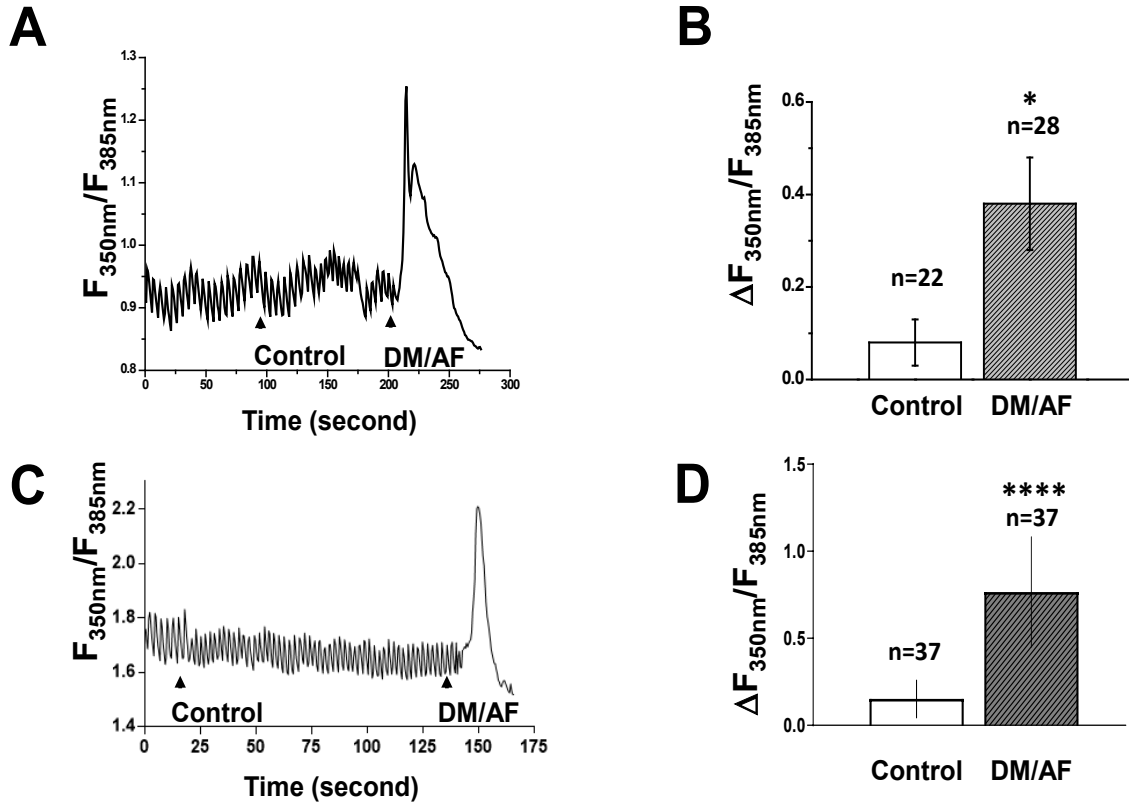 A
F350nm/F385nm
1.3
1.2
1.1
1.0
0.9
0.8
Control
DM/AF
0 50 100 150 200 250 300
Time (second)
B
ΔF350nm/F385nm
0.6
0.4
0.2
0.0
*
n=28
n=22
Control DM/AF
C
F350nm/F385nm
2.2
2.0
1.8
1.6
1.4
Control
DM/AF
0 25 50 75 100 125 150 175
Time (second)
D
ΔF350nm/F385nm
1.5
1.0
0.5
0.0
****
n=37
n=37
Control DM/AF